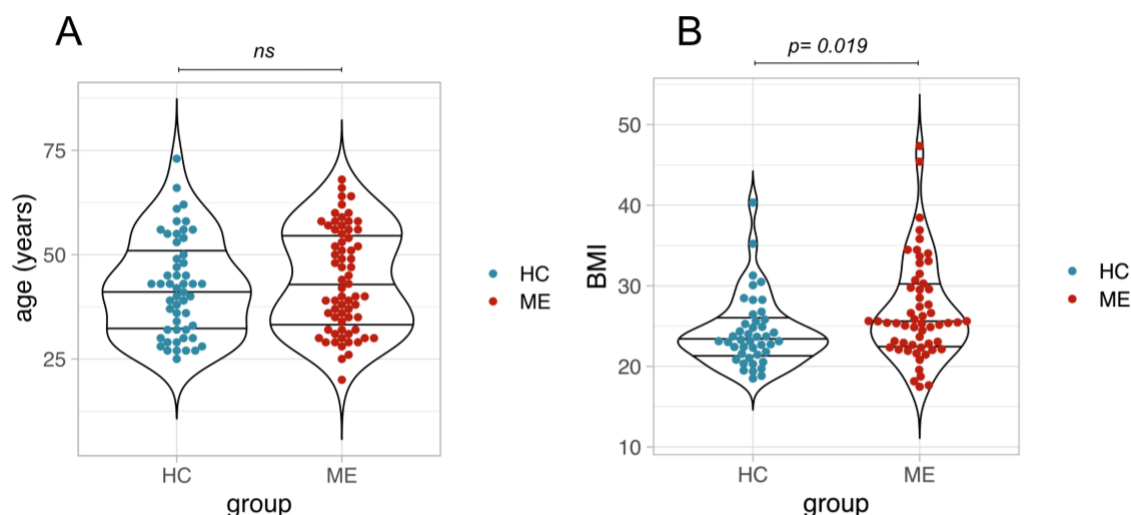 A
ns
age (years)
75
50
25
HC
ME
group
HC
ME
B
p= 0.019
BMI
50
40
30
20
10
HC
ME
group
HC
ME